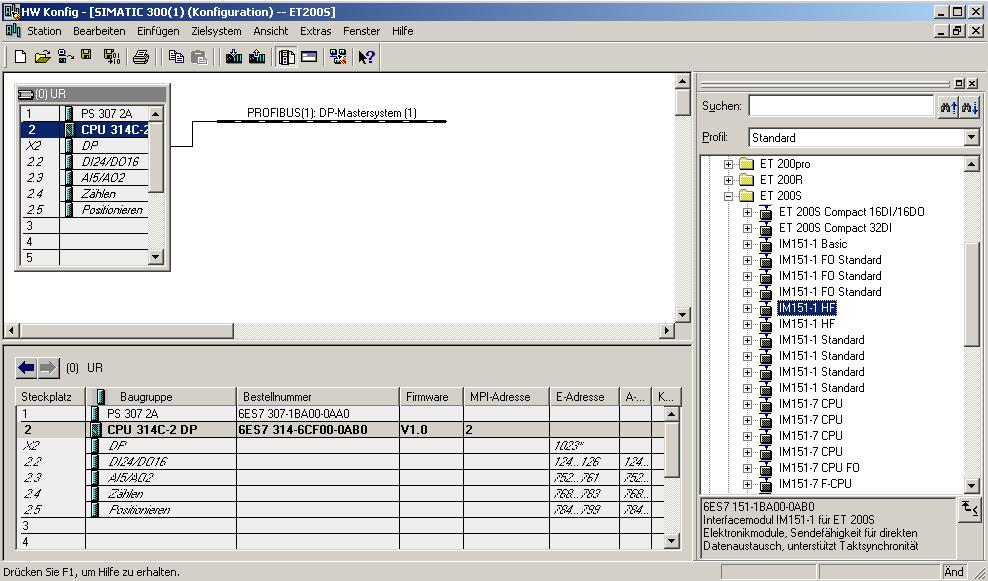 HW Konfig - [SIMATIC 300(1) (Konfiguration) -- ET200S]
Station Bearbeiten Einfügen Zielsystem Ansicht Extras Fenster Hilfe
(0) UR
1 PS 307 2A
2 CPU 314C-2
X2 DP
2.2 DI24/DO16
2.3 AI5/AO2
2.4 Zählen
2.5 Positionieren
3
4
5
PROFIBUS(1): DP-Mastersystem (1)
Suchen:
Profil: Standard
ET 200pro
ET 200R
ET 200S
ET 200S Compact 16DI/16DO
ET 200S Compact 32DI
IM151-1 Basic
IM151-1 FO Standard
IM151-1 FO Standard
IM151-1 FO Standard
IM151-1 HF
IM151-1 HF
IM151-1 Standard
IM151-1 Standard
IM151-1 Standard
IM151-1 Standard
IM151-7 CPU
IM151-7 CPU
IM151-7 CPU
IM151-7 CPU
IM151-7 CPU FO
IM151-7 F-CPU
6ES7 151-1BA00-0AB0
Interfacemodul IM151-1 für ET 200S
Elektronikmodule, Sendefähigkeit für direkten
Datenaustausch, unterstützt Taktsynchronität
(0) UR
Steckplatz Baugruppe Bestellnummer Firmware MPI-Adresse E-Adresse A-... K...
1 PS 307 2A 6ES7 307-1BA00-0AA0
2 CPU 314C-2 DP 6ES7 314-6CF00-0AB0 V1.0 2
X2 DP 1023*
2.2 DI24/DO16 124...126 124...
2.3 AI5/AO2 752...761 752...
2.4 Zählen 768...783 768...
2.5 Positionieren 784...799 784...
3
4
Drücken Sie F1, um Hilfe zu erhalten. Änd